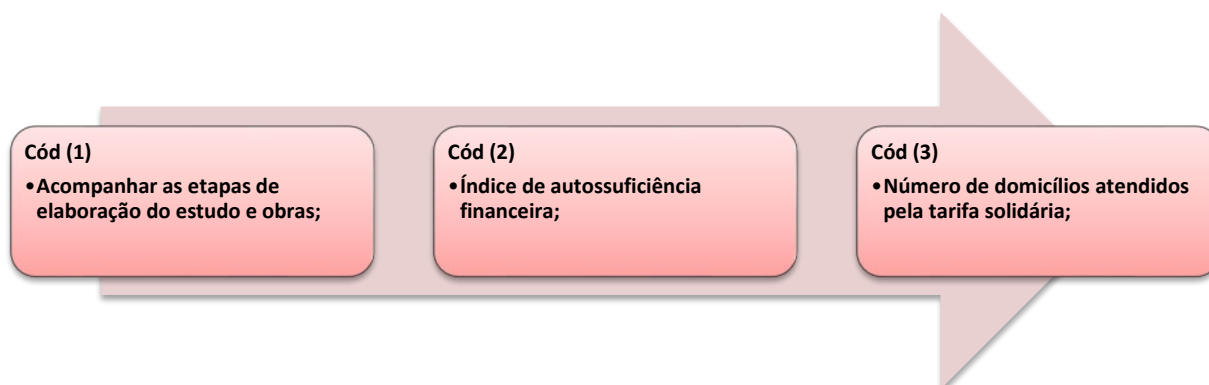 Cód (1)
•Acompanhar as etapas de
elaboração do estudo e obras;
Cód (2)
•Índice de autossuficiência
financeira;
Cód (3)
•Número de domicílios atendidos
pela tarifa solidária;